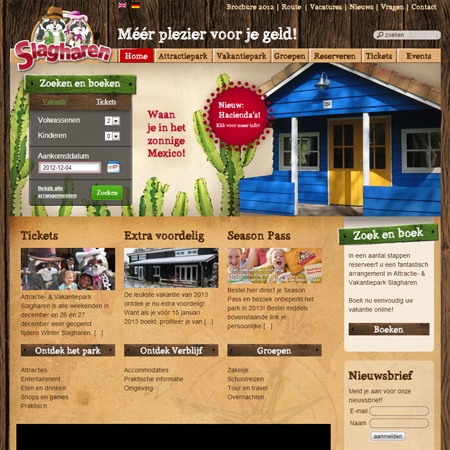 Brochure 2012 | Route | Vacatures | Nieuws | Vragen | Contact
Slagharen
Méér plezier voor je geld!
zoeken
Home Attractiepark Vakantiepark Groepen Reserveren Tickets Events
Zoeken en boeken
Vakantie Tickets
Volwassenen 2
Kinderen 0
Aankomstdatum
2012-12-04
Bekijk alle
arrangementen
Zoeken
Waan
je in het
zonnige
Mexico!
Nieuw:
Hacienda's!
Klik voor meer info!
Tickets
Attractie- & Vakantiepark
Slagharen is alle weekenden in
december en 26 en 27
december weer geopend
tijdens Winter Slagharen. [...]
Extra voordelig
De leukste vakantie van 2013
ontdek je nu extra voordelig!
Want als je vóór 15 januari
2013 boekt, profiteer je van [...]
Season Pass
Bestel hier direct je Season
Pass en bezoek onbeperkt het
park in 2013! Bestel middels
bovenstaande link je
persoonlijke [...]
Zoek en boek
In een aantal stappen
reserveert u een fantastisch
arrangement in Attractie- &
Vakantiepark Slagharen.
Boek nu eenvoudig uw
vakantie online!
Boeken
Ontdek het park
Attracties
Entertainment
Eten en drinken
Shops en games
Praktisch
Ontdek Verblijf
Accommodaties
Praktische informatie
Omgeving
Groepen
Zakelijk
Schoolreizen
Tour en travel
Overnachten
Nieuwsbrief
Meld je aan voor onze
nieuwsbrief!
E-mail
Naam
aanmelden